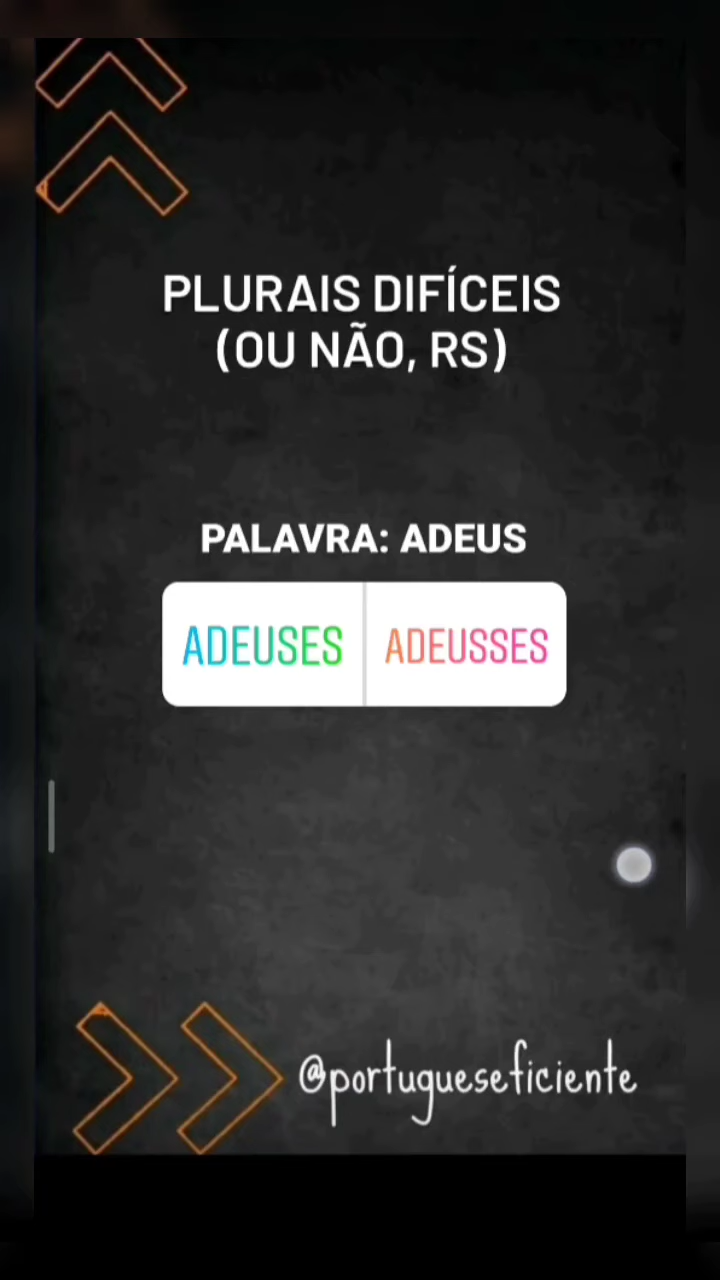 PLURAIS DIFÍCEIS
(OU NÃO, RS)
PALAVRA: ADEUS
ADEUSES
ADEUSSES
@portugueseficiente